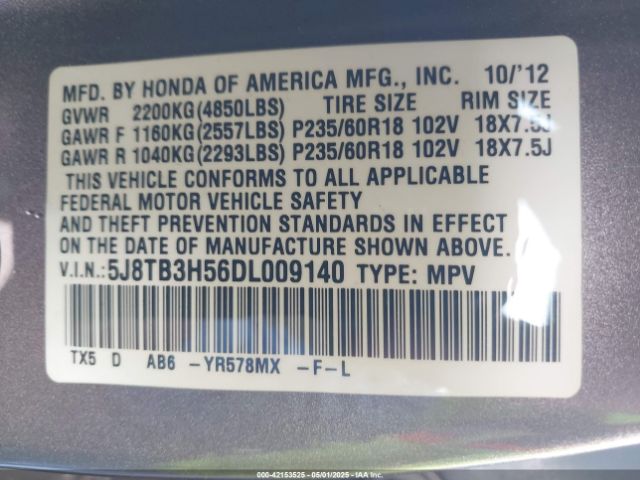 MFD. BY HONDA OF AMERICA MFG., INC. 10/'12
GVWR 2200KG(4850LBS) TIRE SIZE RIM SIZE
GAWR F 1160KG(2557LBS) P235/60R18 102V 18X7.5J
GAWR R 1040KG(2293LBS) P235/60R18 102V 18X7.5J
THIS VEHICLE CONFORMS TO ALL APPLICABLE
FEDERAL MOTOR VEHICLE SAFETY
AND THEFT PREVENTION STANDARDS IN EFFECT
ON THE DATE OF MANUFACTURE SHOWN ABOVE.
V.I.N.:5J8TB3H56DL009140 TYPE: MPV
TX5 D AB6 -YR578MX -F-L
000-42153525 - 05/01/2025 - IAAI.COM